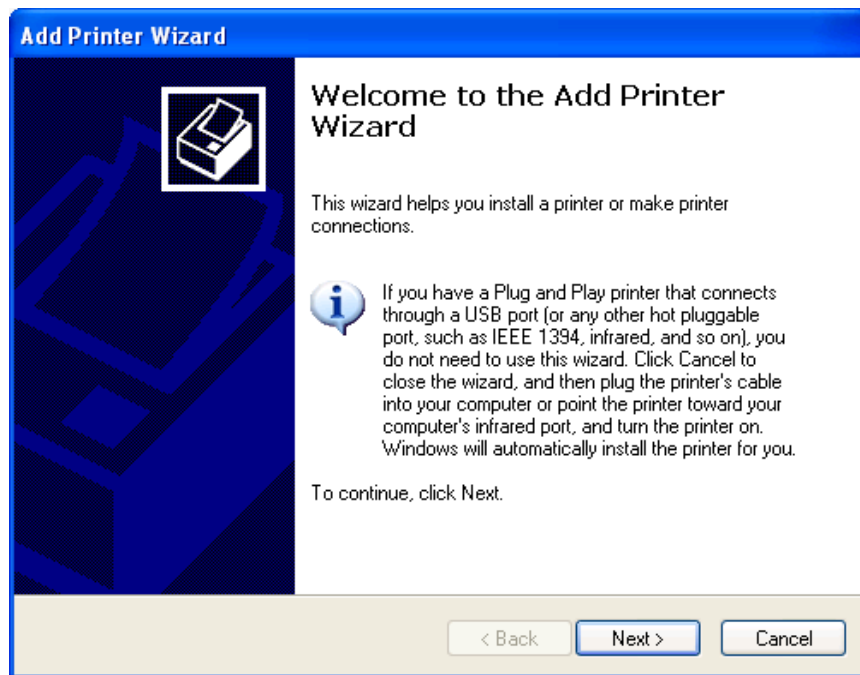 Add Printer Wizard
Welcome to the Add Printer
Wizard
This wizard helps you install a printer or make printer
connections.
If you have a Plug and Play printer that connects
through a USB port (or any other hot pluggable
port, such as IEEE 1394, infrared, and so on), you
do not need to use this wizard. Click Cancel to
close the wizard, and then plug the printer's cable
into your computer or point the printer toward your
computer's infrared port, and turn the printer on.
Windows will automatically install the printer for you.
To continue, click Next.
< Back Next > Cancel